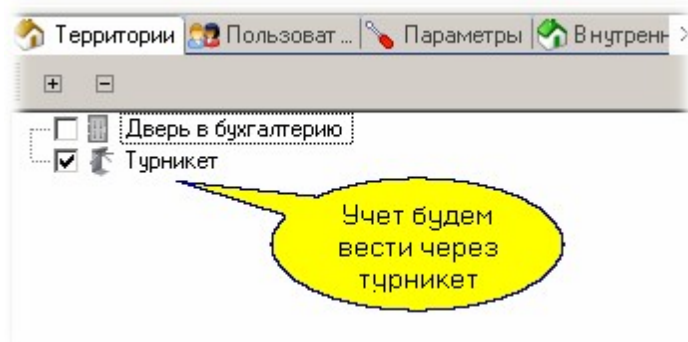 Территории Пользоват ... Параметры Внутренн
Дверь в бухгалтерию
Турникет
Учет будем
вести через
турникет